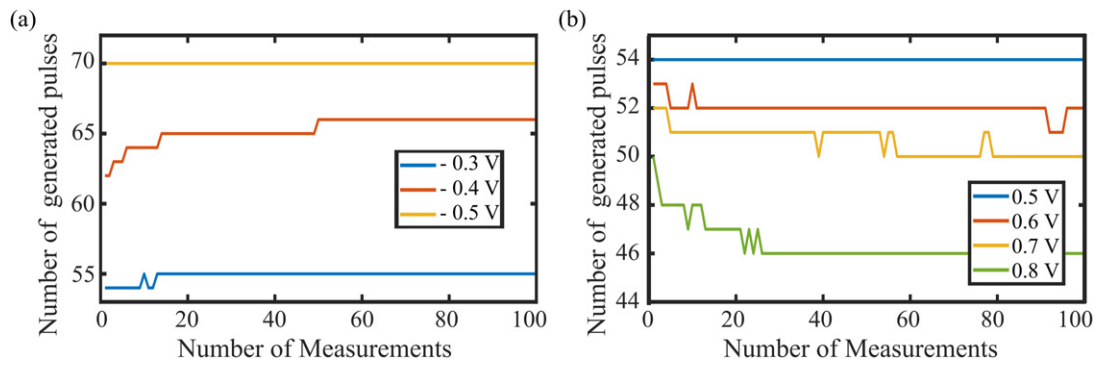 (a)
Number of generated pulses
70
65
60
55
0 20 40 60 80 100
Number of Measurements
- 0.3 V
- 0.4 V
- 0.5 V
(b)
Number of generated pulses
54
52
50
48
46
44
0 20 40 60 80 100
Number of Measurements
0.5 V
0.6 V
0.7 V
0.8 V